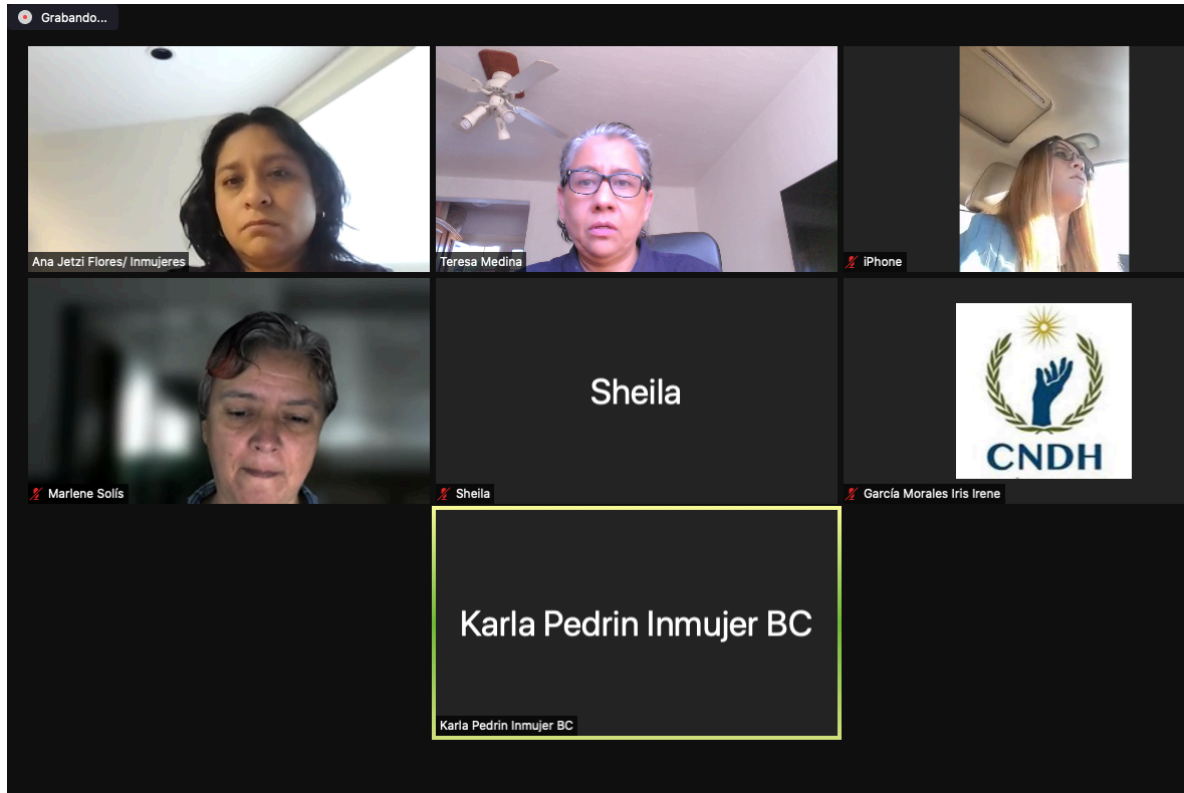 Grabando...
Ana Jetzi Flores/ Inmujeres
Teresa Medina
iPhone
Marlene Solís
Sheila
Sheila
CNDH
García Morales Iris Irene
Karla Pedrin Inmujer BC
Karla Pedrin Inmujer BC